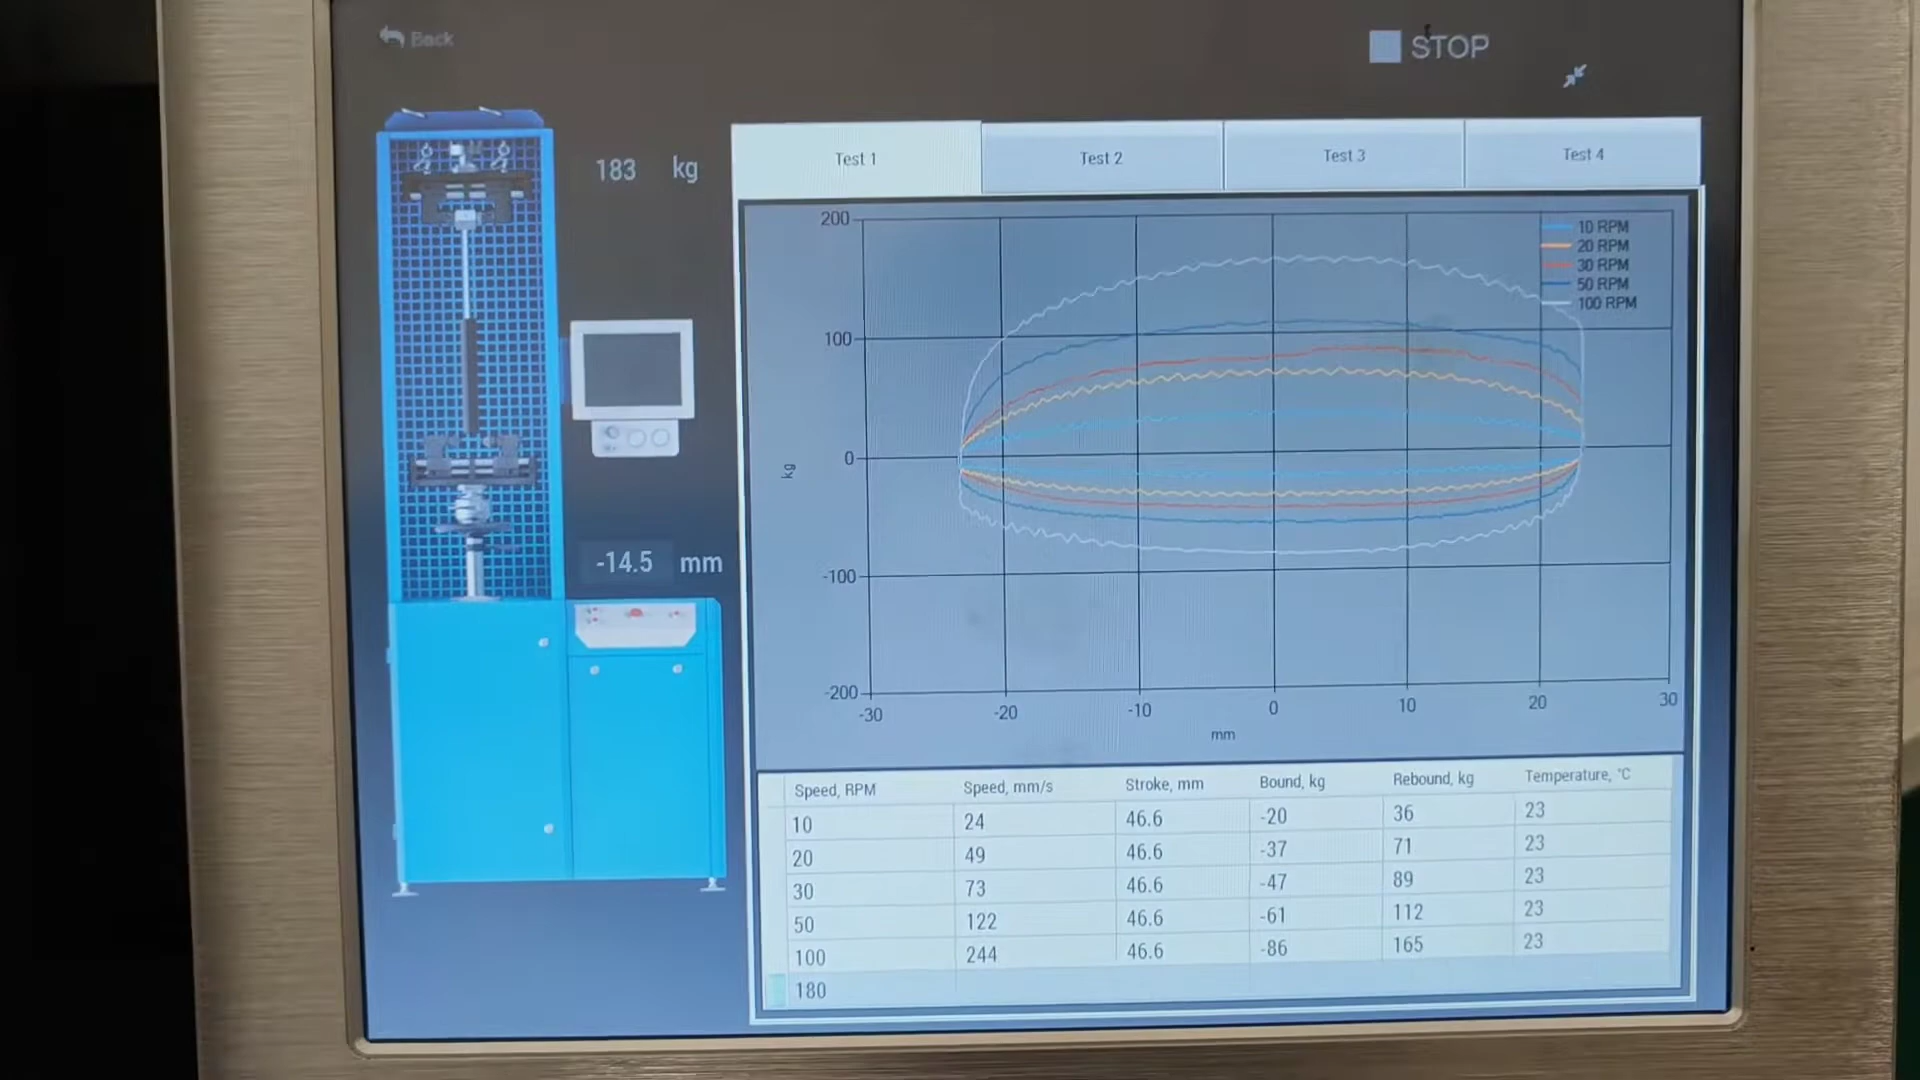 Back
STOP
183 kg
-14.5 mm
Test 1 Test 2 Test 3 Test 4
10 RPM
20 RPM
30 RPM
50 RPM
100 RPM
200
100
0
-100
-200
kg
-30 -20 -10 0 10 20 30
mm
Speed, RPM Speed, mm/s Stroke, mm Bound, kg Rebound, kg Temperature, °C
10 24 46.6 -20 36 23
20 49 46.6 -37 71 23
30 73 46.6 -47 89 23
50 122 46.6 -61 112 23
100 244 46.6 -86 165 23
180